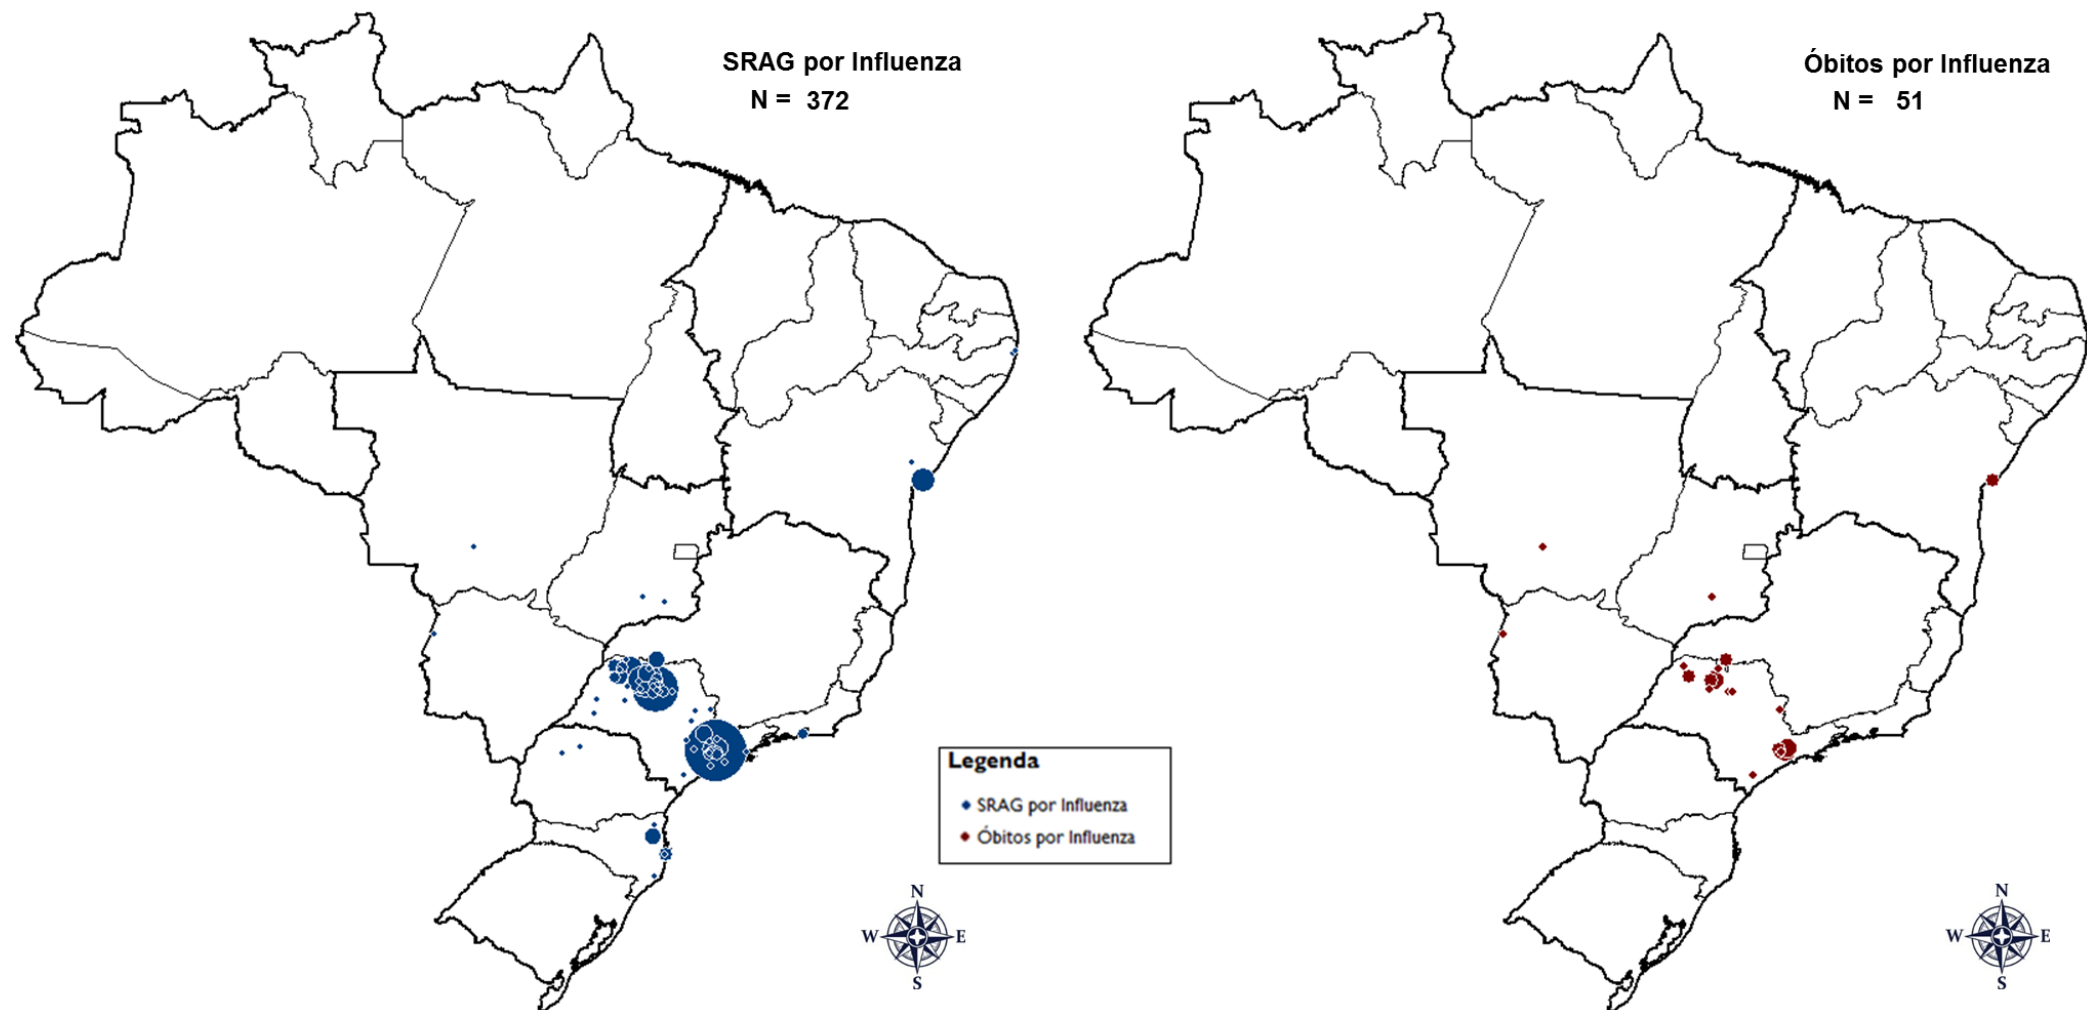 SRAG por Influenza
N = 372
Óbitos por Influenza
N = 51
Legenda
SRAG por Influenza
Óbitos por Influenza
N
W E
S
N
W E
S